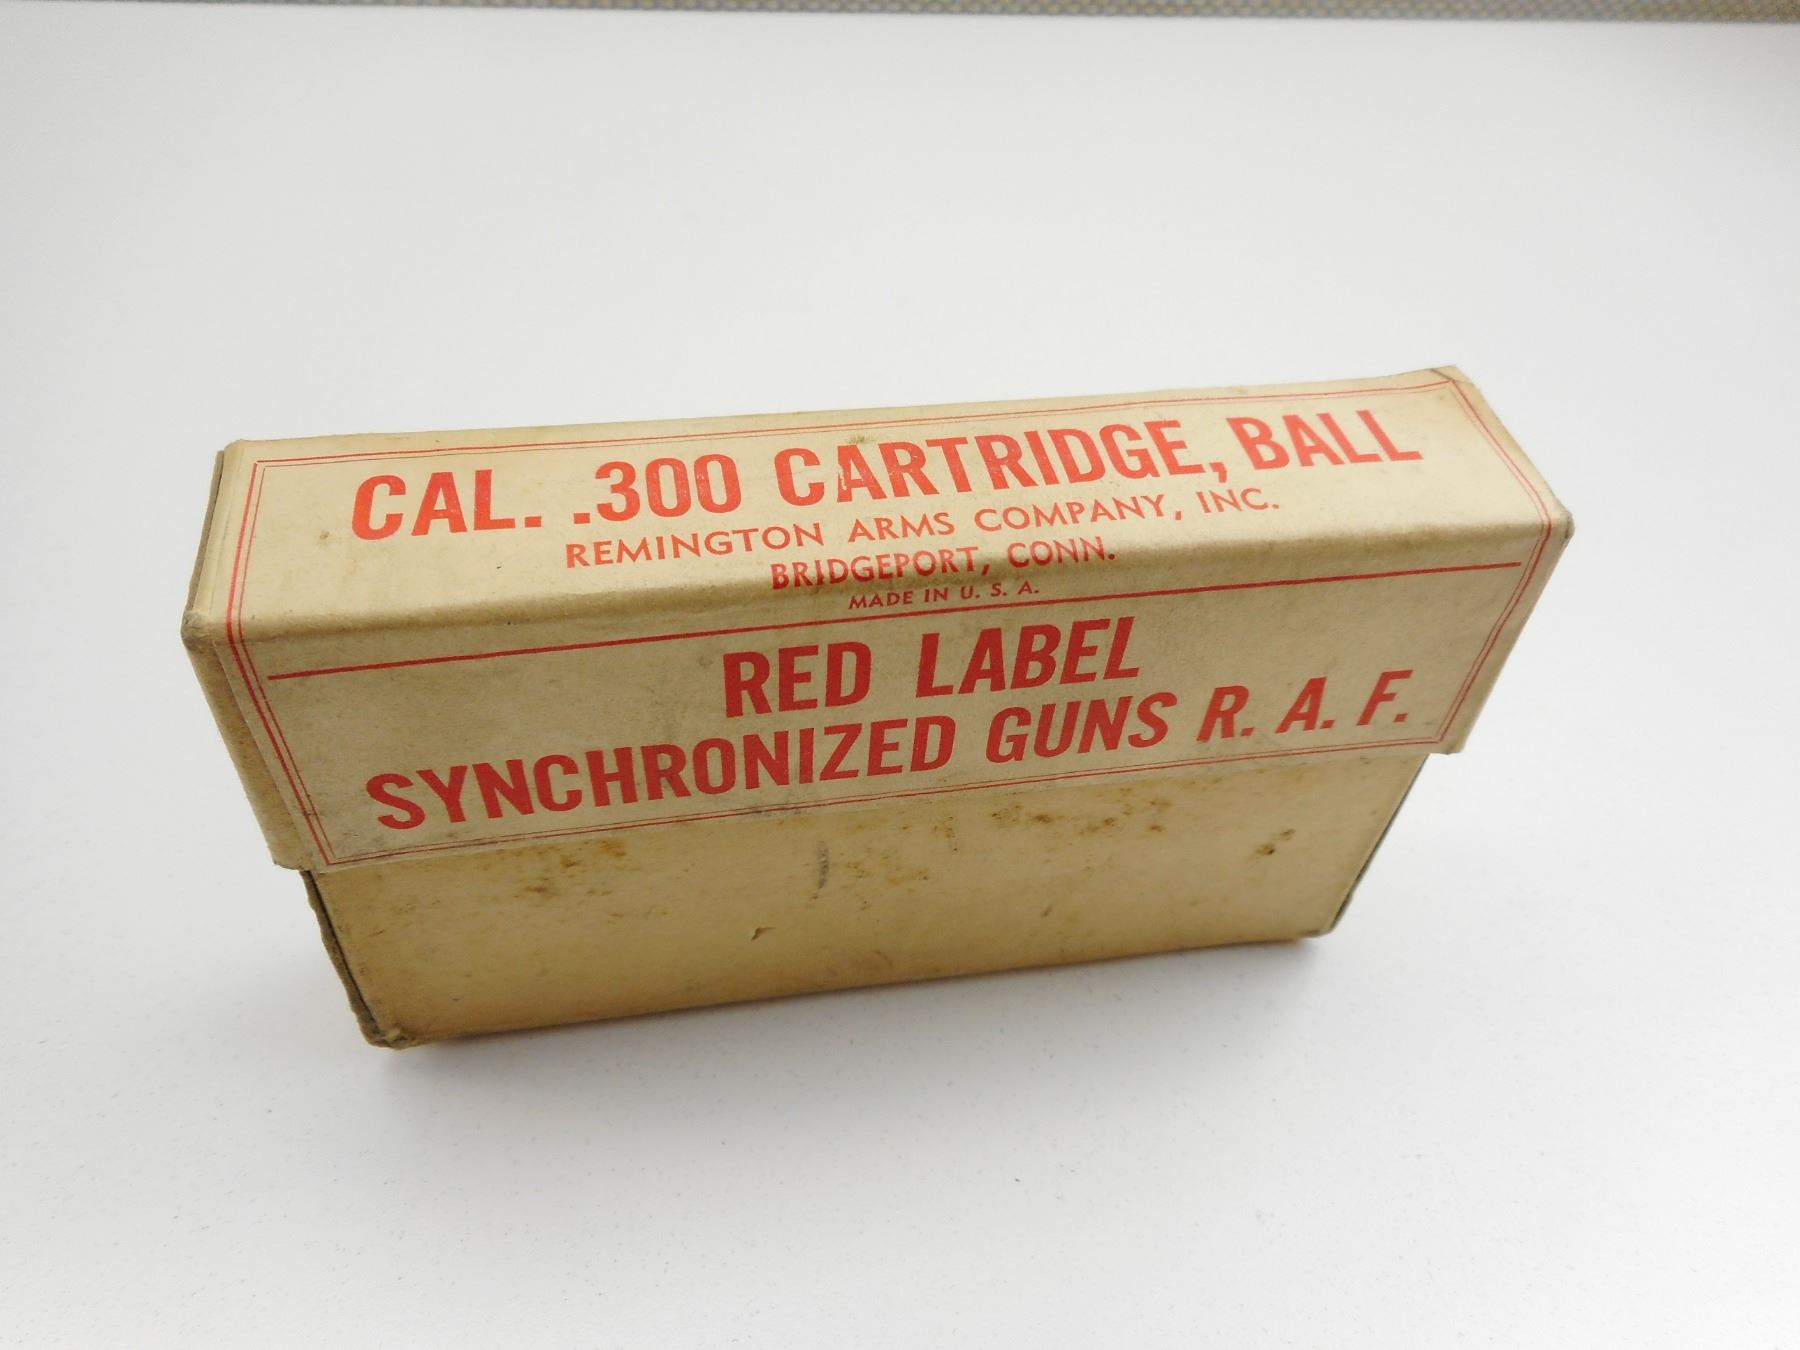 CAL. .300 CARTRIDGE, BALL
REMINGTON ARMS COMPANY, INC.
BRIDGEPORT, CONN.
MADE IN U. S. A.
RED LABEL
SYNCHRONIZED GUNS R. A. F.